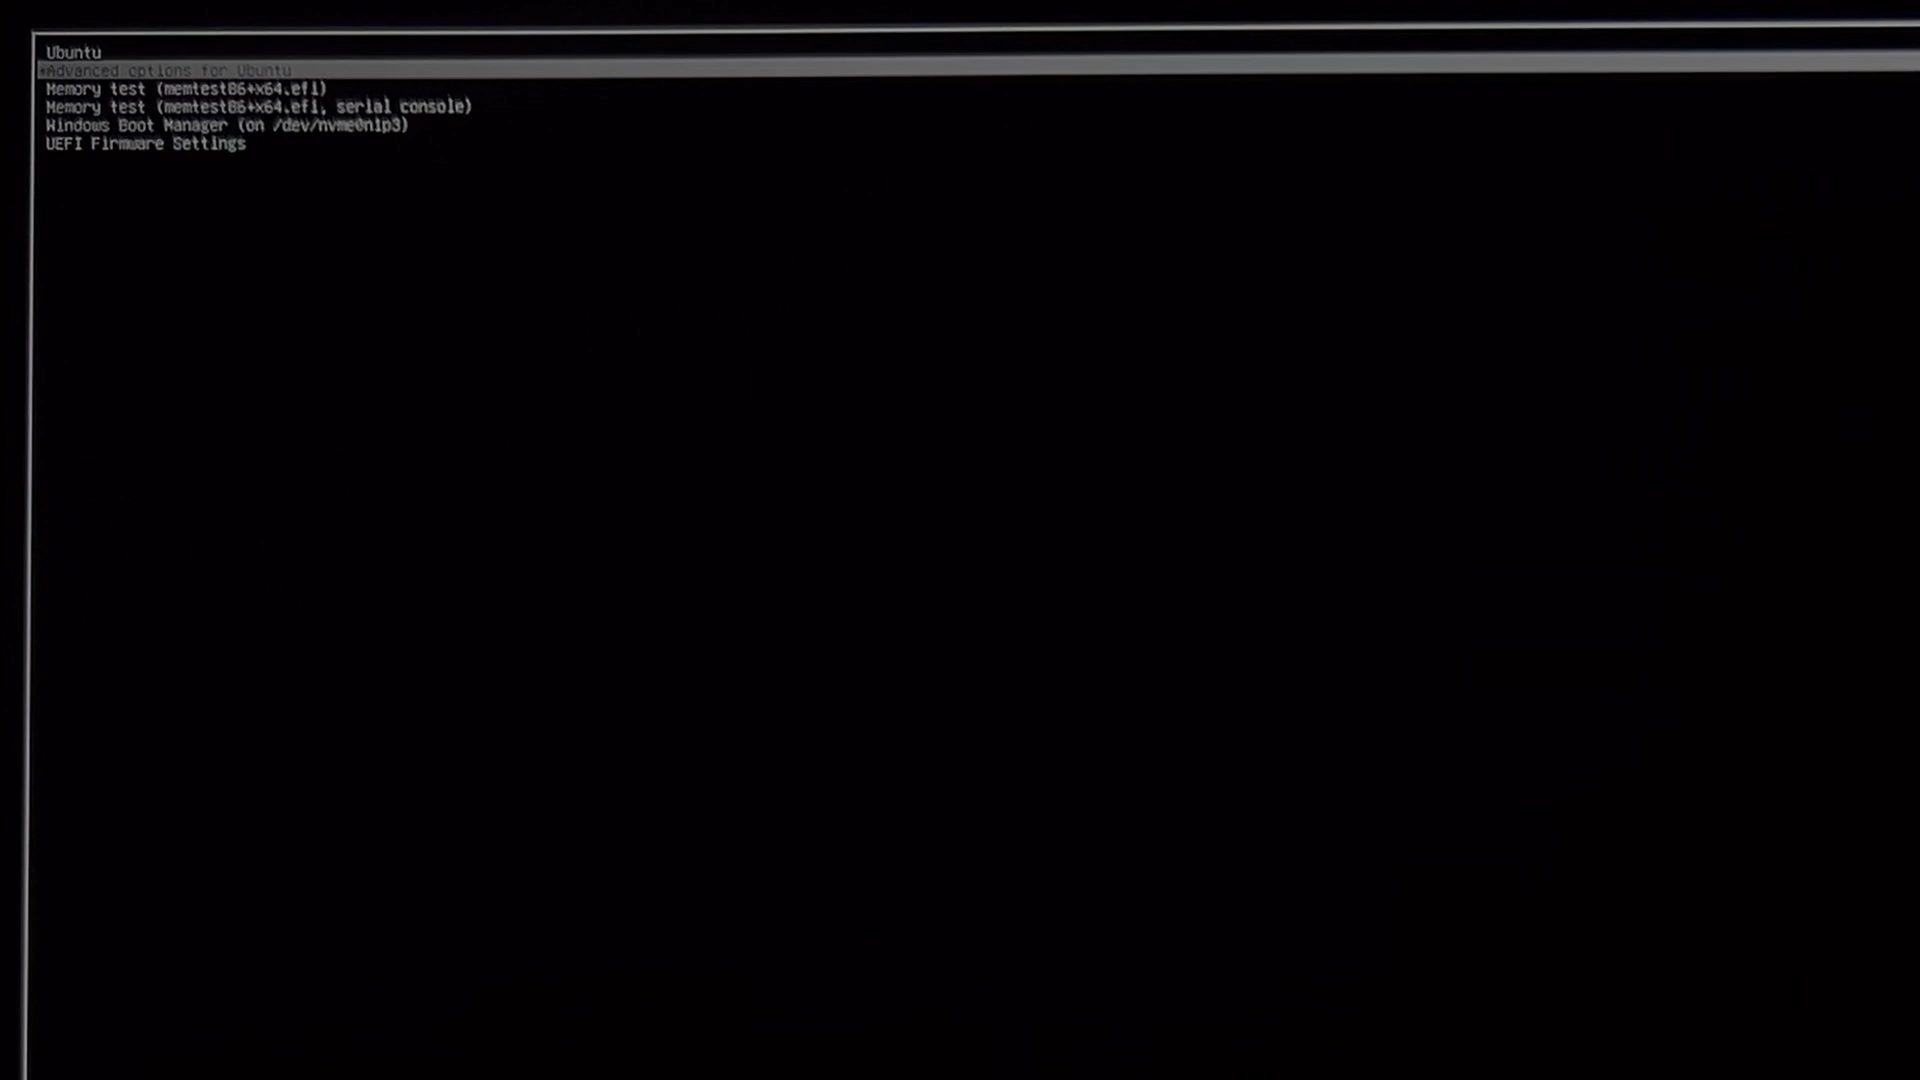 Ubuntu
*Advanced options for Ubuntu
Memory test (memtest86+x64.efi)
Memory test (memtest86+x64.efi, serial console)
Windows Boot Manager (on /dev/nvme0n1p3)
UEFI Firmware Settings